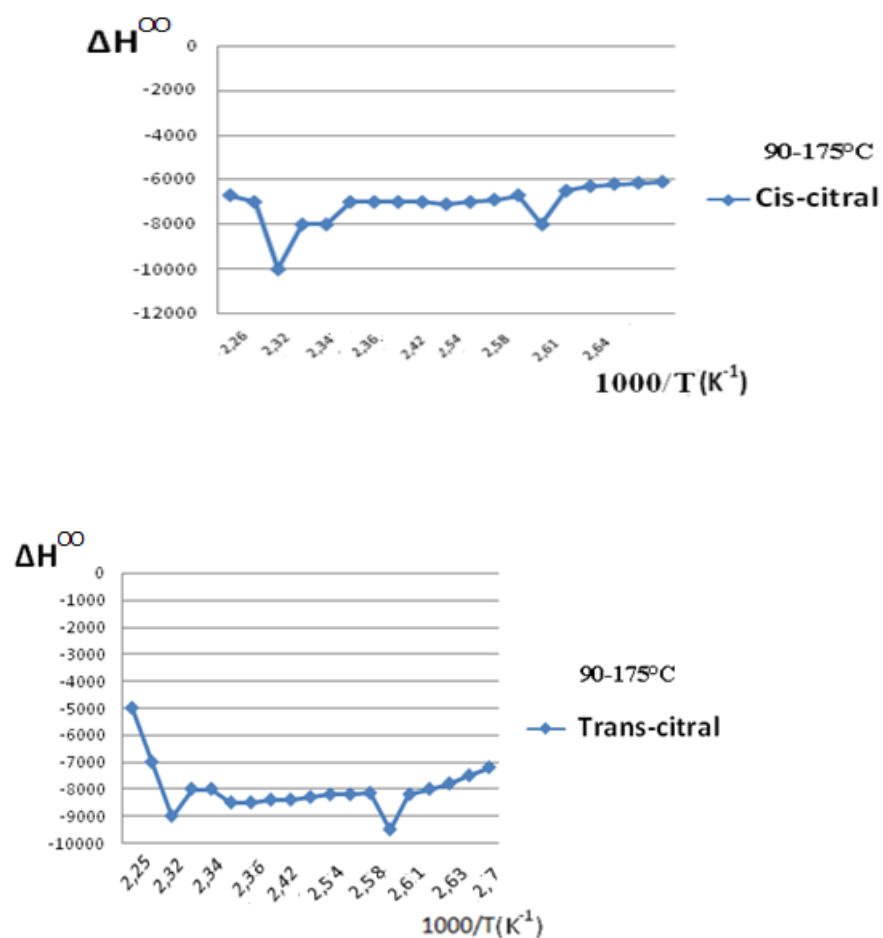 ΔH^∞
0
-2000
-4000
-6000
-8000
-10000
-12000
2,26 2,32 2,34 2,36 2,42 2,54 2,58 2,61 2,64
1000/T(K⁻¹)
90-175°C
Cis-citral
ΔH^∞
0
-1000
-2000
-3000
-4000
-5000
-6000
-7000
-8000
-9000
-10000
2,25 2,32 2,34 2,36 2,42 2,54 2,58 2,61 2,63 2,7
1000/T(K⁻¹)
90-175°C
Trans-citral